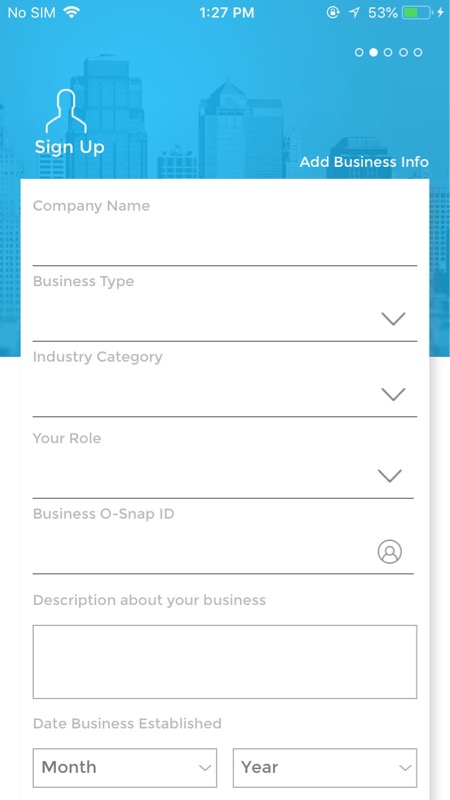 No SIM 1:27 PM 53%
Sign Up
Add Business Info
Company Name
Business Type
Industry Category
Your Role
Business O-Snap ID
Description about your business
Date Business Established
Month Year